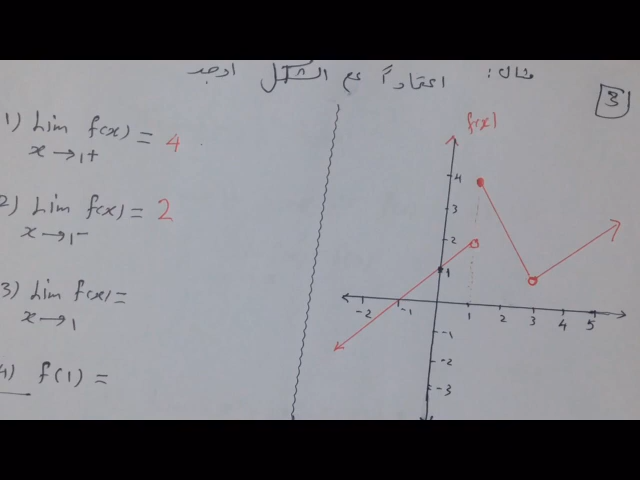 مثال: اعتماداً عم الشكل اوجد
3
1) Lim f(x) = 4
x→1+
2) Lim f(x) = 2
x→1-
3) Lim f(x) =
x→1
4) f(1) =
f(x)
4
3
2
1
-2 -1 1 2 3 4 5
-1
-2
-3